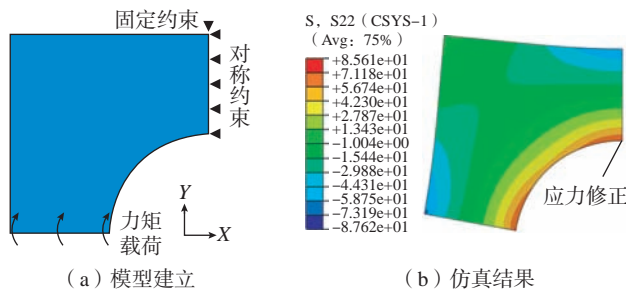 固定约束
对称约束
力矩
载荷
Y
X
(a)模型建立
S，S22（CSYS-1）
(Avg：75%)
+8.561e+01
+7.118e+01
+5.674e+01
+4.230e+01
+2.787e+01
+1.343e+01
-1.004e+00
-1.544e+01
-2.988e+01
-4.431e+01
-5.875e+01
-7.319e+01
-8.762e+01
应力修正
(b)仿真结果